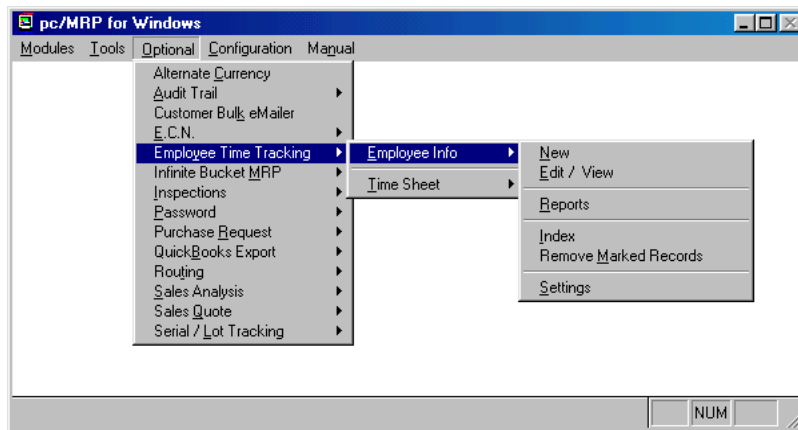 pc/MRP for Windows
Modules Tools Optional Configuration Manual
Alternate Currency
Audit Trail
Customer Bulk eMailer
E.C.N.
Employee Time Tracking
Infinite Bucket MRP
Inspections
Password
Purchase Request
QuickBooks Export
Routing
Sales Analysis
Sales Quote
Serial / Lot Tracking
Employee Info
Time Sheet
New
Edit / View
Reports
Index
Remove Marked Records
Settings
NUM